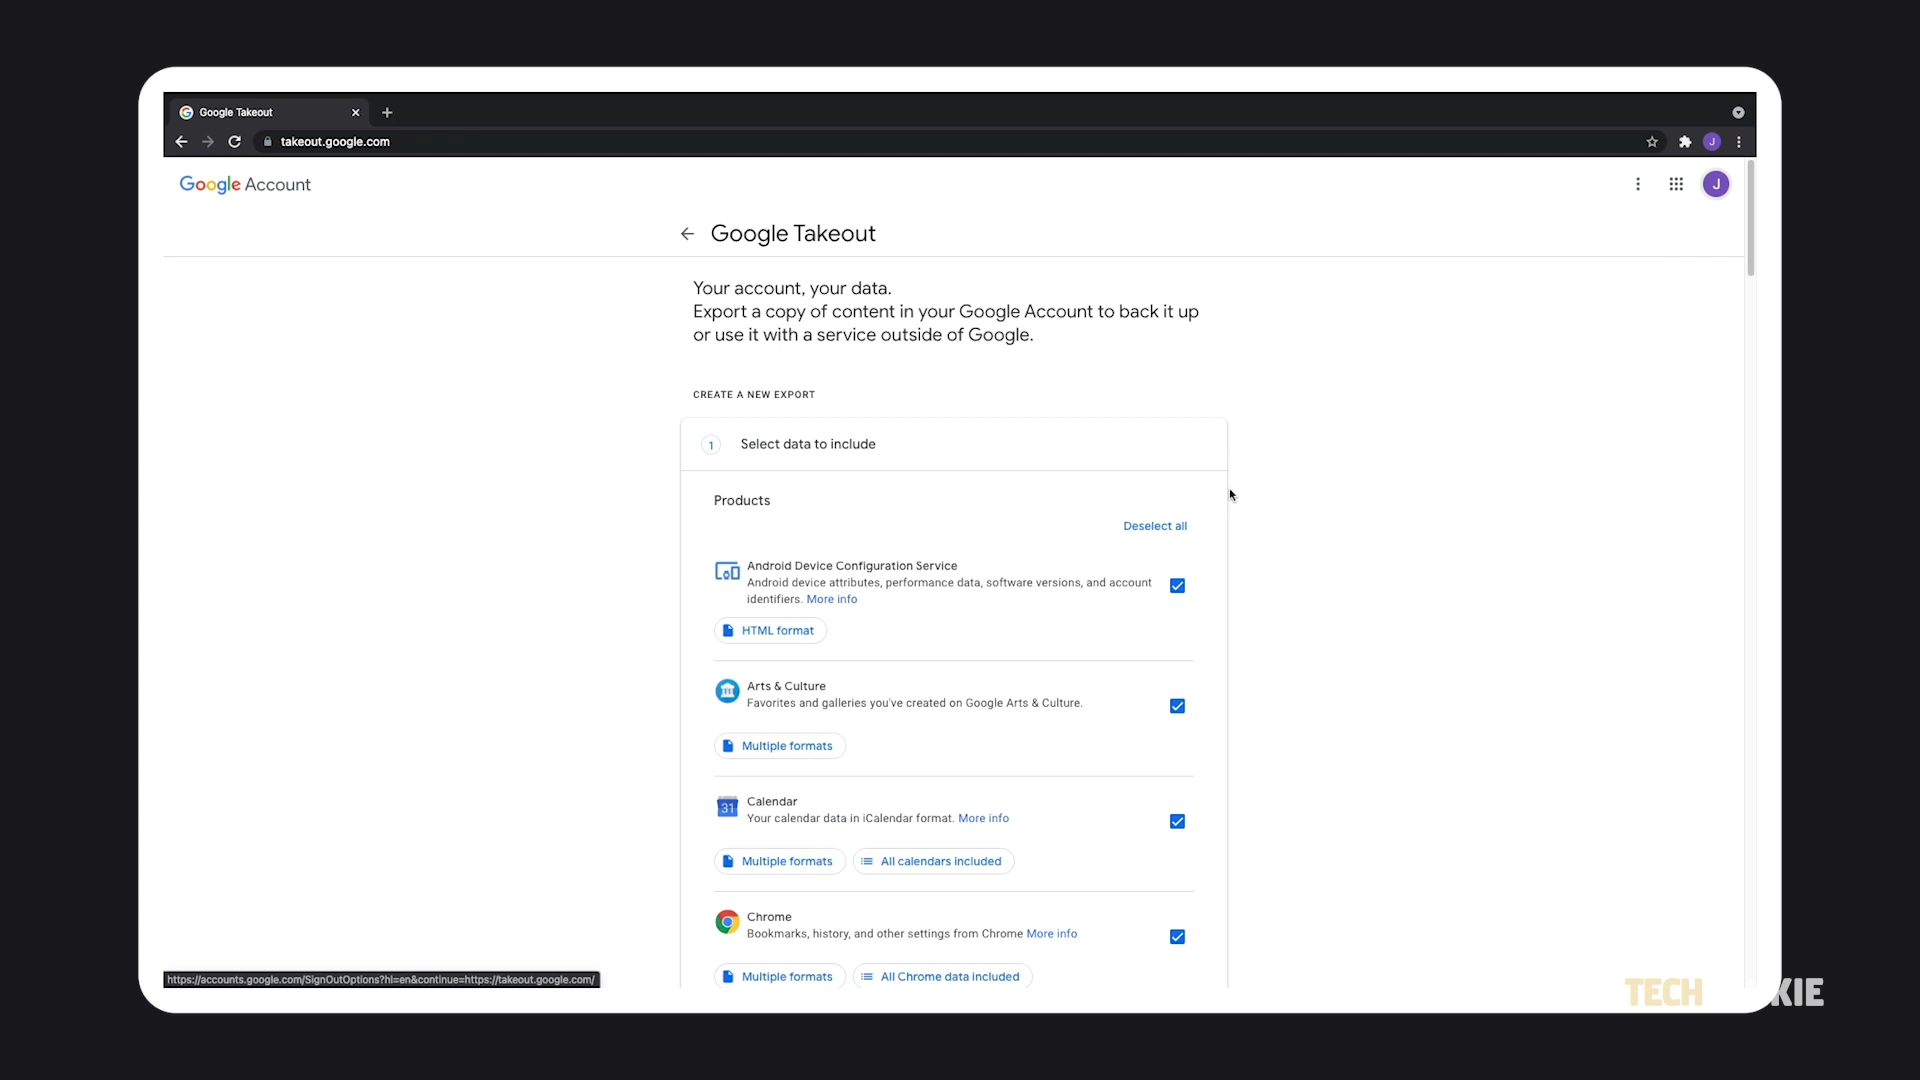 Google Takeout
takeout.google.com
J
Google Account
J
Google Takeout
Your account, your data.
Export a copy of content in your Google Account to back it up
or use it with a service outside of Google.
CREATE A NEW EXPORT
1 Select data to include
Products
Deselect all
Android Device Configuration Service
Android device attributes, performance data, software versions, and account
identifiers. More info
HTML format
Arts & Culture
Favorites and galleries you've created on Google Arts & Culture.
Multiple formats
31
Calendar
Your calendar data in iCalendar format. More info
Multiple formats
All calendars included
Chrome
Bookmarks, history, and other settings from Chrome More info
Multiple formats
All Chrome data included
https://accounts.google.com/SignOutOptions?hl=en&continue=https://takeout.google.com/
TECH KIE